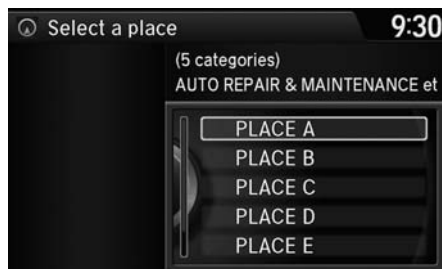 Select a place
9:30
(5 categories)
AUTO REPAIR & MAINTENANCE et
PLACE A
PLACE B
PLACE C
PLACE D
PLACE E